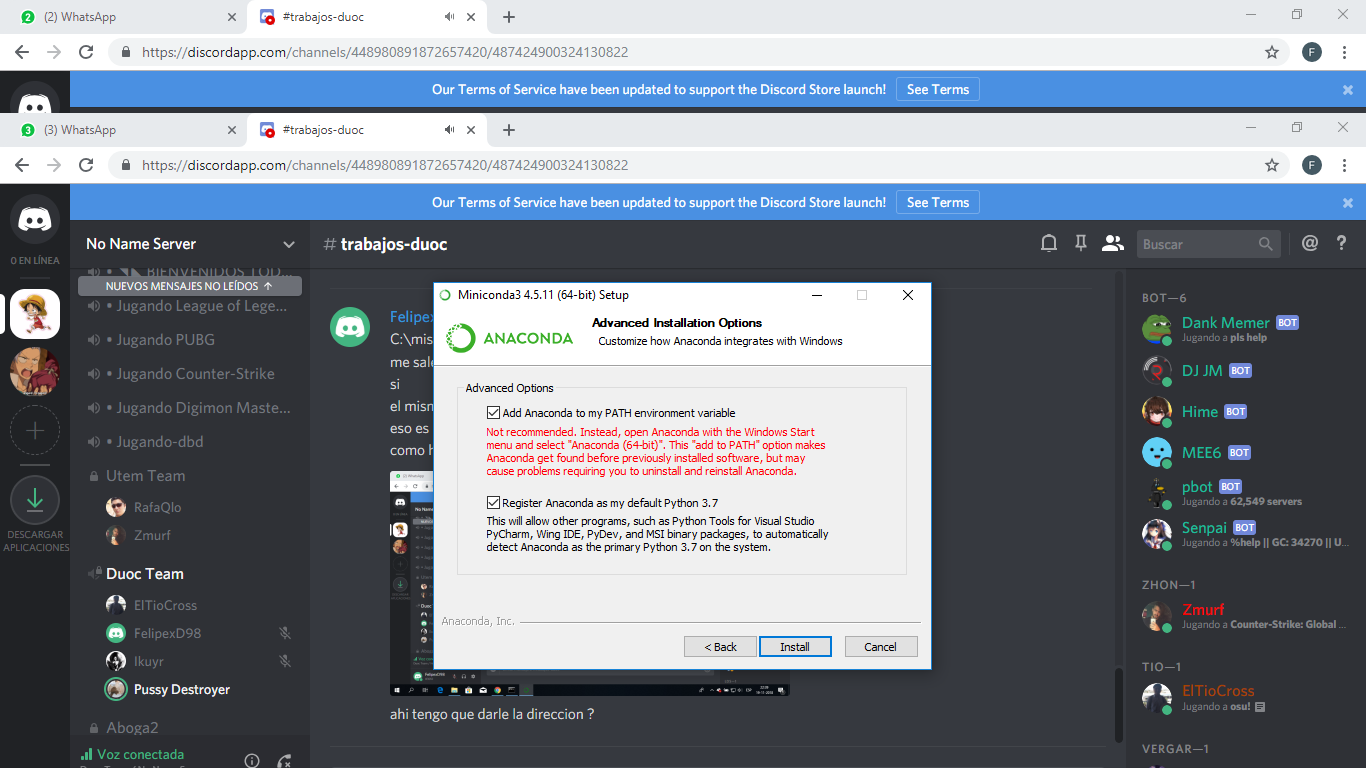 (2) WhatsApp
#trabajos-duoc
https://discordapp.com/channels/448980891872657420/487424900324130822
F
Our Terms of Service have been updated to support the Discord Store launch!
See Terms
(3) WhatsApp
#trabajos-duoc
https://discordapp.com/channels/448980891872657420/487424900324130822
F
Our Terms of Service have been updated to support the Discord Store launch!
See Terms
0 EN LÍNEA
DESCARGAR
APLICACIONES
No Name Server
BIENVENIDOS TOD...
NUEVOS MENSAJES NO LEÍDOS ↑
• Jugando League of Lege...
• Jugando PUBG
• Jugando Counter-Strike
• Jugando Digimon Maste...
• Jugando-dbd
Utem Team
RafaQlo
Zmurf
Duoc Team
ElTioCross
FelipexD98
Ikuyr
Pussy Destroyer
Aboga2
Voz conectada
# trabajos-duoc
Buscar
Felipex
C:\mis
me sale
si
el mism
eso es
como h
ahi tengo que darle la direccion ?
Miniconda3 4.5.11 (64-bit) Setup
ANACONDA
Advanced Installation Options
Customize how Anaconda integrates with Windows
Advanced Options
Add Anaconda to my PATH environment variable
Not recommended. Instead, open Anaconda with the Windows Start
menu and select "Anaconda (64-bit)". This "add to PATH" option makes
Anaconda get found before previously installed software, but may
cause problems requiring you to uninstall and reinstall Anaconda.
Register Anaconda as my default Python 3.7
This will allow other programs, such as Python Tools for Visual Studio
PyCharm, Wing IDE, PyDev, and MSI binary packages, to automatically
detect Anaconda as the primary Python 3.7 on the system.
Anaconda, Inc.
< Back
Install
Cancel
BOT—6
Dank Memer BOT
Jugando a pls help
DJ JM BOT
Hime BOT
MEE6 BOT
pbot BOT
Jugando a 62,549 servers
Senpai BOT
Jugando a %help || GC: 34270 || U...
ZHON—1
Zmurf
Jugando a Counter-Strike: Global ...
TIO—1
ElTioCross
Jugando a osu!
VERGAR—1